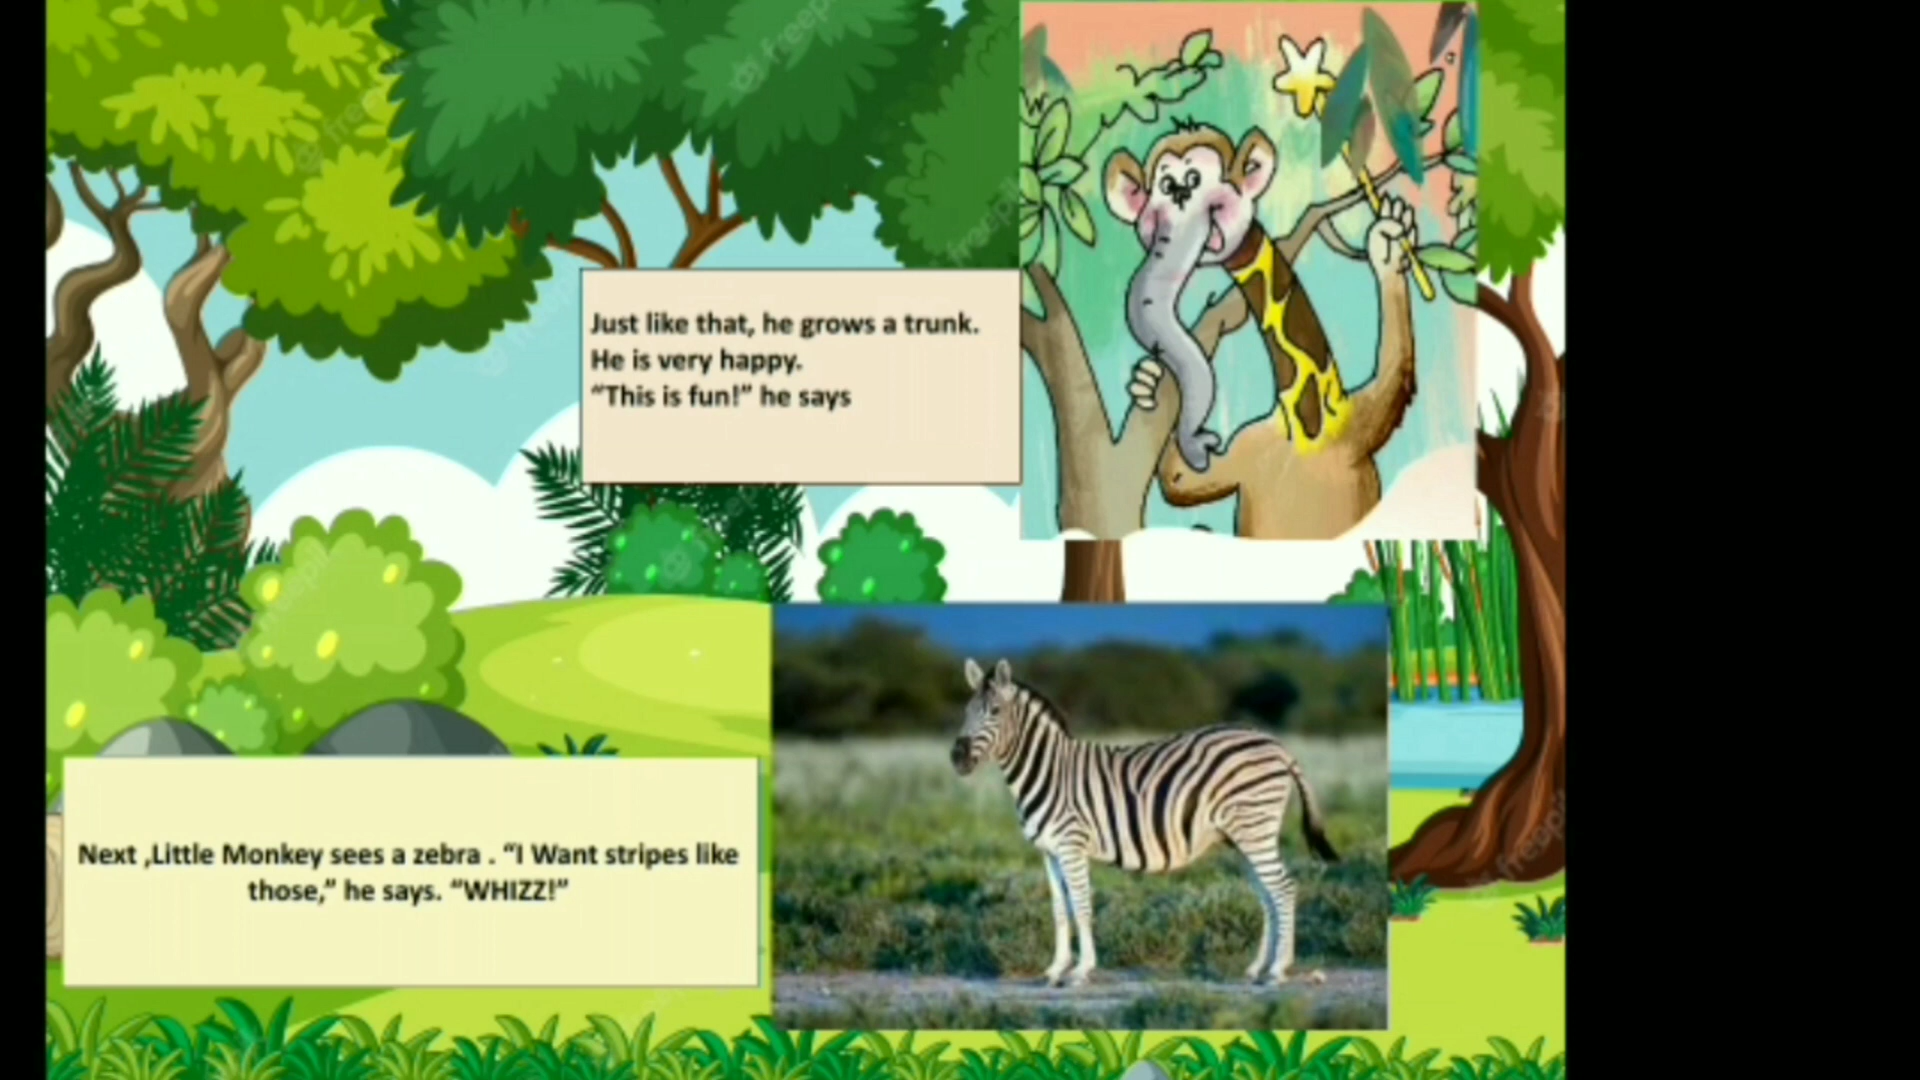 Just like that, he grows a trunk.
He is very happy.
“This is fun!” he says
Next ,Little Monkey sees a zebra . “I Want stripes like
those,” he says. “WHIZZ!”